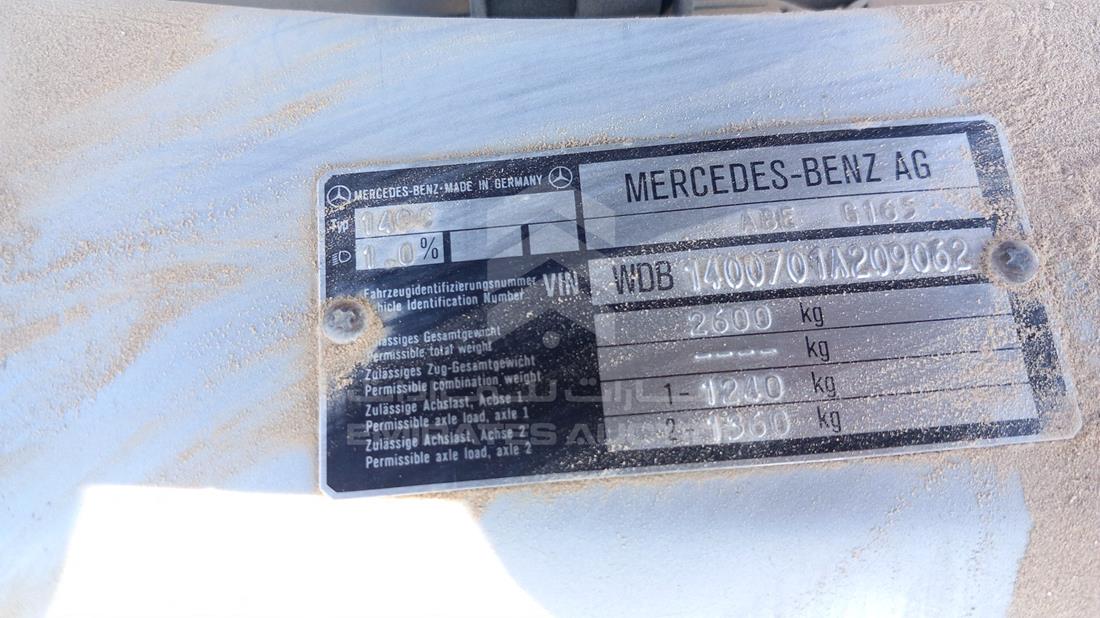 MERCEDES-BENZ·MADE IN GERMANY
MERCEDES-BENZ AG
Typ
ABE G165
1.0%
Fahrzeugidentifizierungsnummer
Vehicle Identification Number
VIN
WDB 1400701A209062
Zulässiges Gesamtgewicht
Permissible total weight
2600 kg
Zulässiges Zug-Gesamtgewicht
Permissible combination weight
---- kg
Zulässige Achslast, Achse 1
Permissible axle load, axle 1
1-1240 kg
Zulässige Achslast, Achse 2
Permissible axle load, axle 2
2-1360 kg
EMIRATES AUCTION